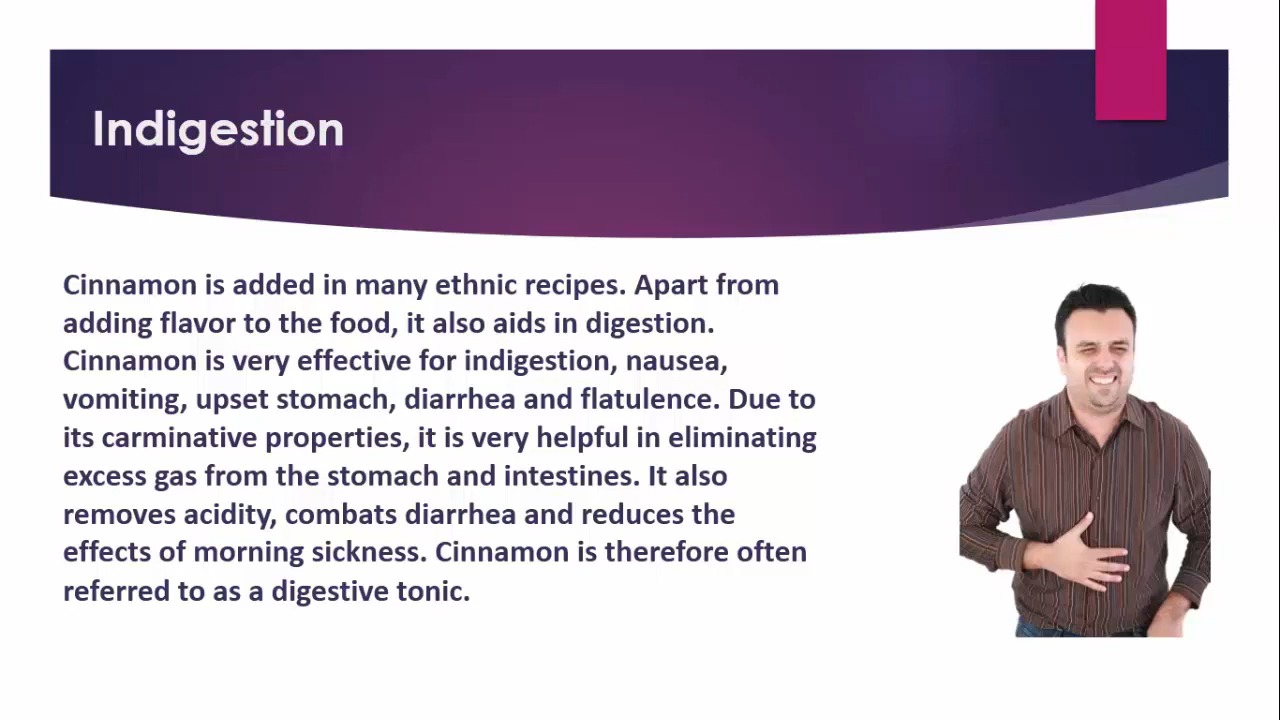 Indigestion
Cinnamon is added in many ethnic recipes. Apart from
adding flavor to the food, it also aids in digestion.
Cinnamon is very effective for indigestion, nausea,
vomiting, upset stomach, diarrhea and flatulence. Due to
its carminative properties, it is very helpful in eliminating
excess gas from the stomach and intestines. It also
removes acidity, combats diarrhea and reduces the
effects of morning sickness. Cinnamon is therefore often
referred to as a digestive tonic.